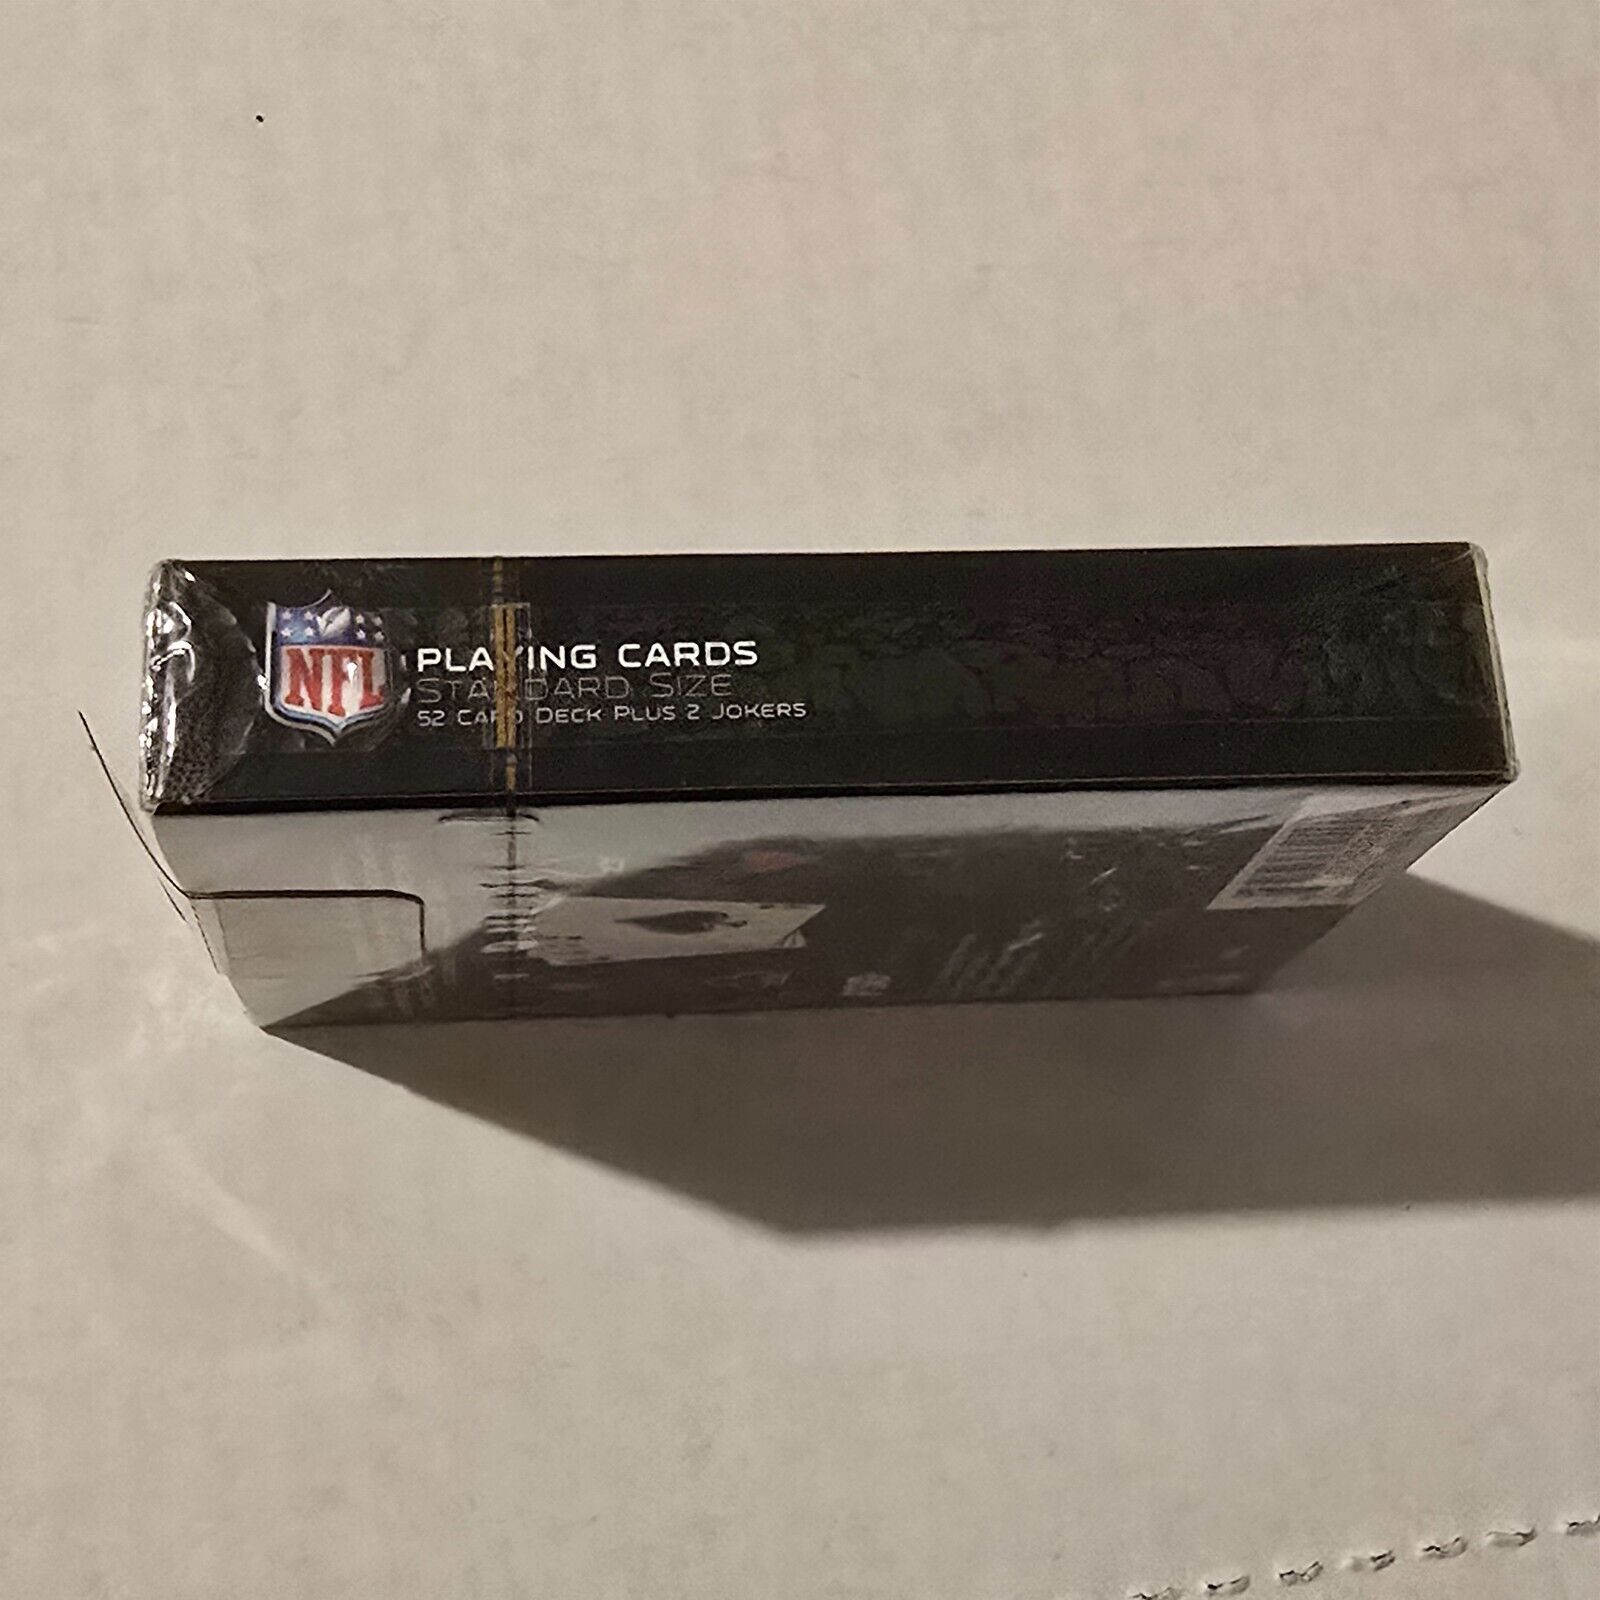 NFL
PLAYING CARDS
STANDARD SIZE
52 CARD DECK PLUS 2 JOKERS